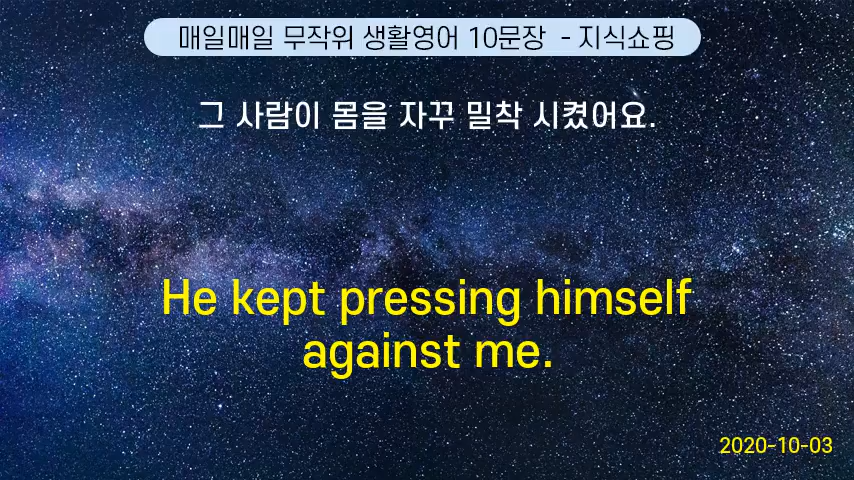 매일매일 무작위 생활영어 10문장 - 지식쇼핑
그 사람이 몸을 자꾸 밀착 시켰어요.
He kept pressing himself
against me.
2020-10-03